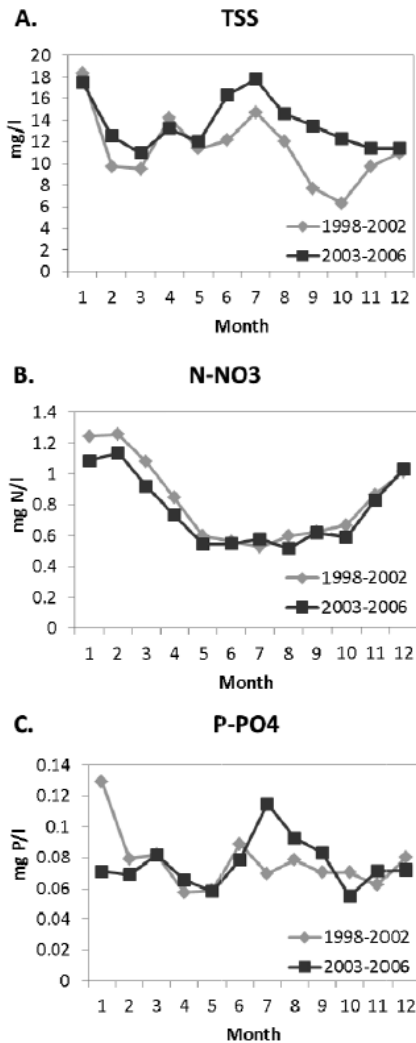 A. TSS
20
18
16
14
12
10
8
6
4
2
0
mg/l
1998-2002
2003-2006
1 2 3 4 5 6 7 8 9 10 11 12
Month
B. N-NO3
1.4
1.2
1
0.8
0.6
0.4
0.2
0
mg N/l
1998-2002
2003-2006
1 2 3 4 5 6 7 8 9 10 11 12
Month
C. P-PO4
0.14
0.12
0.1
0.08
0.06
0.04
0.02
0
mg P/l
1998-2002
2003-2006
1 2 3 4 5 6 7 8 9 10 11 12
Month